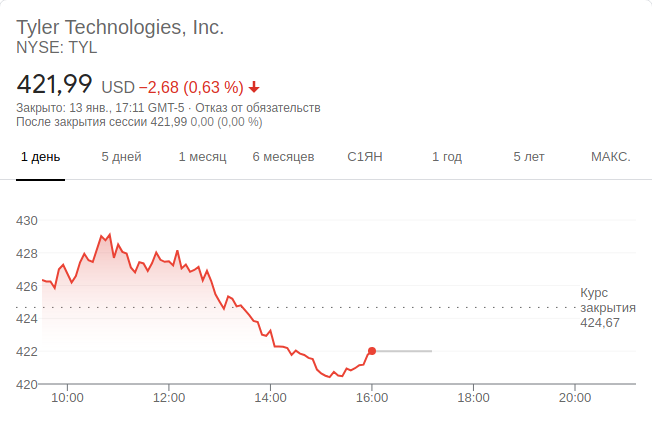 Tyler Technologies, Inc.
NYSE: TYL
421,99 USD −2,68 (0,63 %)
Закрыто: 13 янв., 17:11 GMT-5 · Отказ от обязательств
После закрытия сессии 421,99 0,00 (0,00 %)
1 день 5 дней 1 месяц 6 месяцев С1ЯН 1 год 5 лет МАКС.
430
428
426
424
422
420
Курс
закрытия
424,67
10:00 12:00 14:00 16:00 18:00 20:00